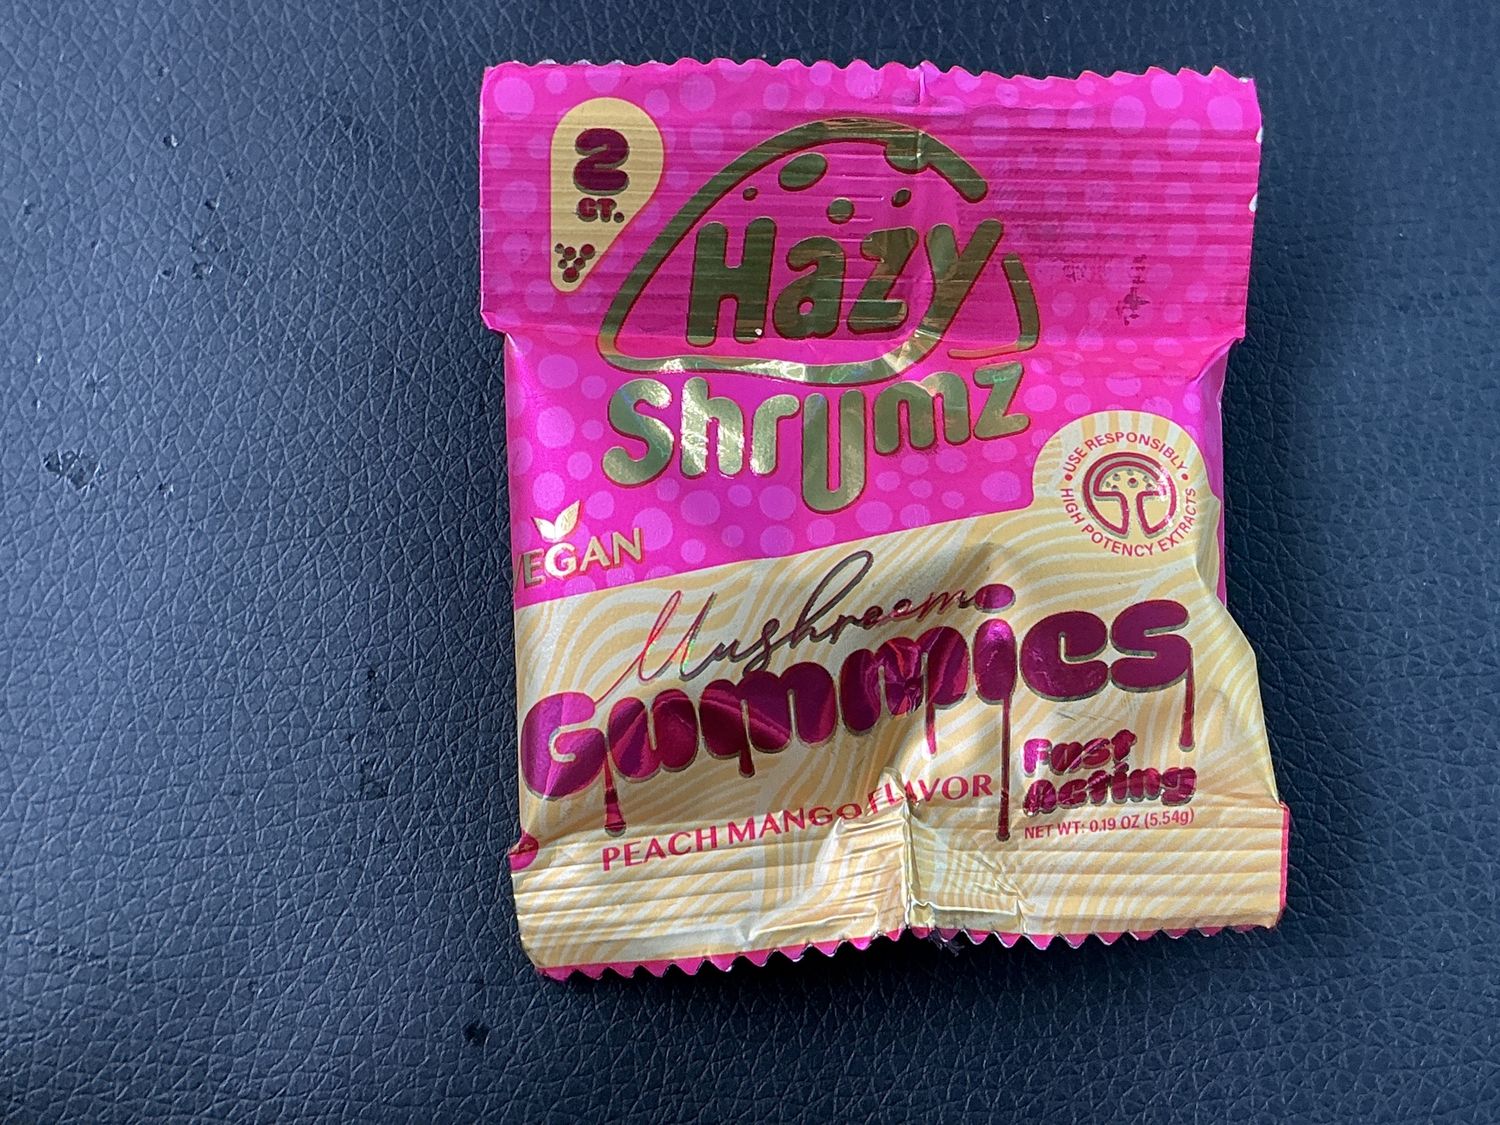 2
CT.
Hazy
Shrumz
• USE RESPONSIBLY •
HIGH POTENCY EXTRACTS
VEGAN
Mushroom
Gummies
Fast
Acting
PEACH MANGO FLAVOR
NET WT: 0.19 OZ (5.54g)